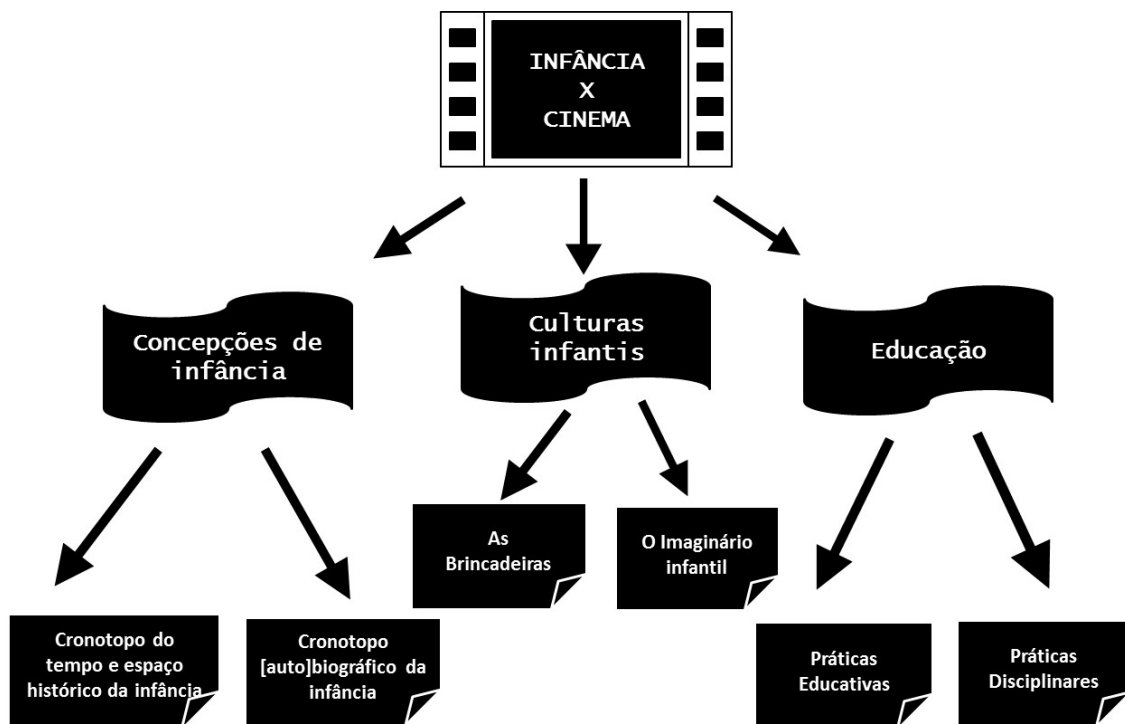 INFÂNCIA
X
CINEMA
Concepções de
infância
Culturas
infantis
Educação
As
Brincadeiras
O Imaginário
infantil
Cronotopo do
tempo e espaço
histórico da infância
Cronotopo
[auto]biográfico da
infância
Práticas
Educativas
Práticas
Disciplinares